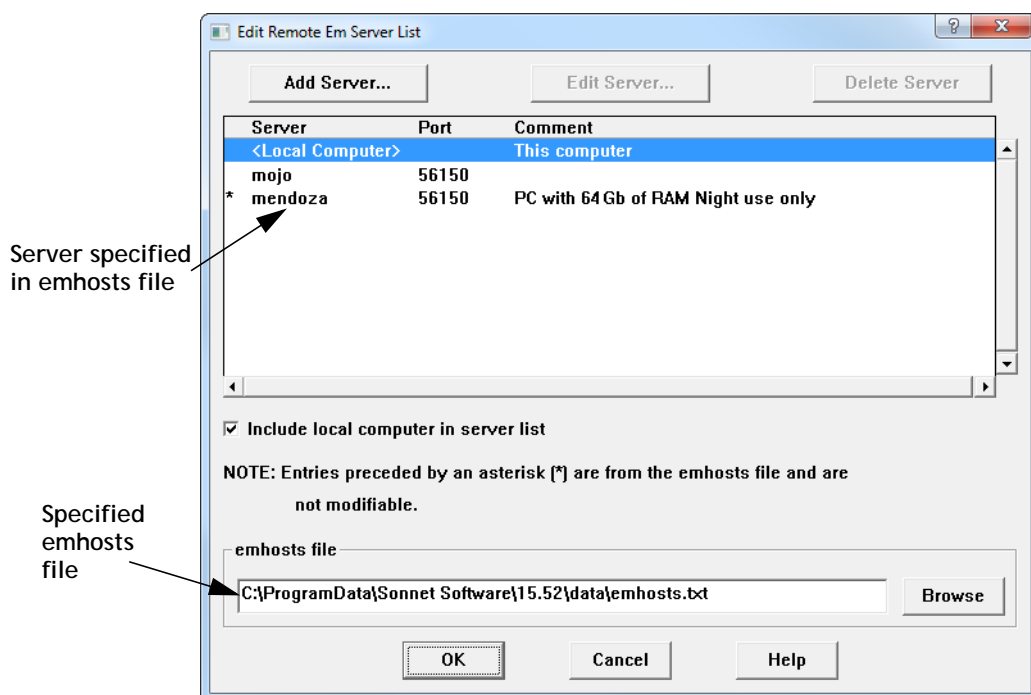 Edit Remote Em Server List
Add Server...
Edit Server...
Delete Server
Server Port Comment
<Local Computer> This computer
mojo 56150
* mendoza 56150 PC with 64 Gb of RAM Night use only
Server specified
in emhosts file
Include local computer in server list
NOTE: Entries preceded by an asterisk (*) are from the emhosts file and are
not modifiable.
Specified
emhosts
file
emhosts file
C:\ProgramData\Sonnet Software\15.52\data\emhosts.txt
Browse
OK
Cancel
Help